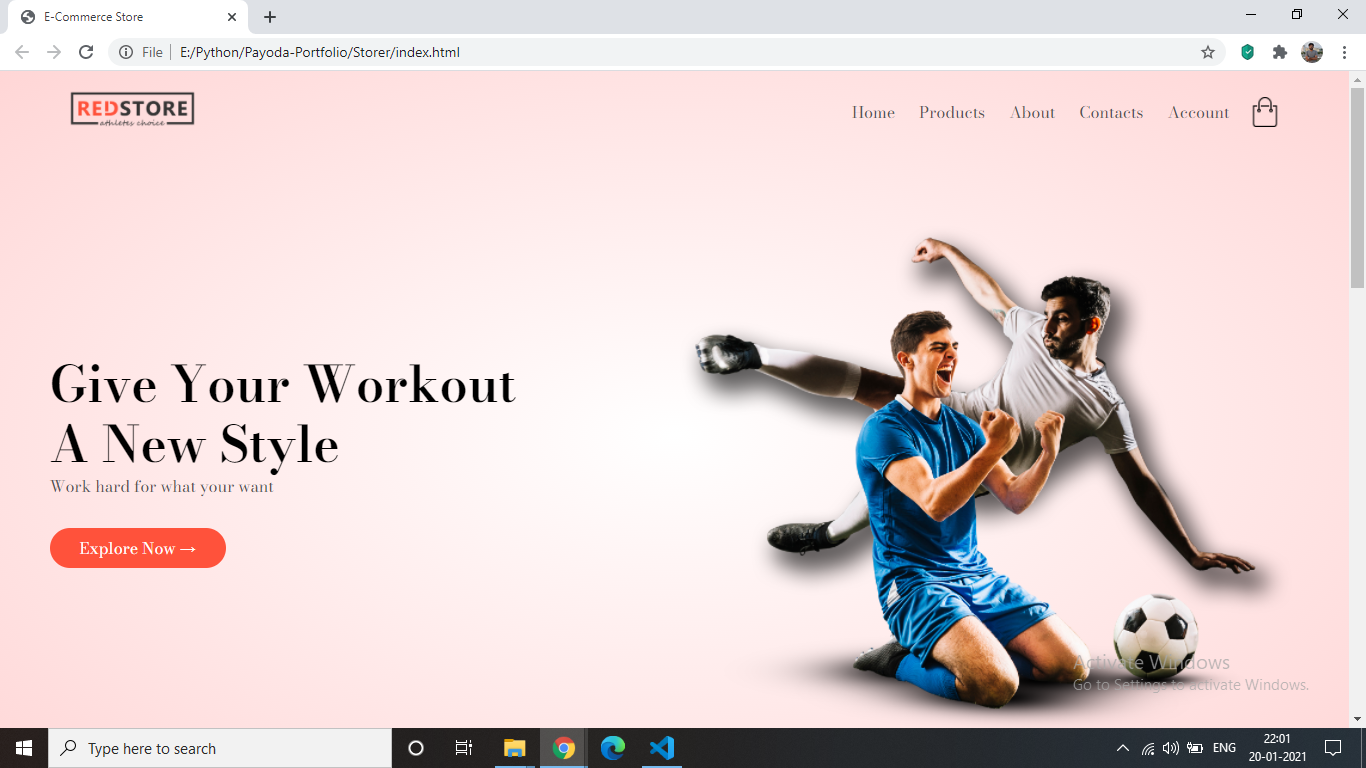 E-Commerce Store
File
E:/Python/Payoda-Portfolio/Storer/index.html
REDSTORE
athletes choice
Home Products About Contacts Account
Give Your Workout
A New Style
Work hard for what your want
Explore Now →
Activate Windows
Go to Settings to activate Windows.
Type here to search
ENG
22:01
20-01-2021